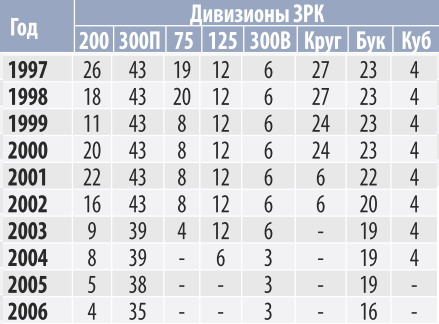 Год Дивизионы ЗРК
200 300П 75 125 300В Круг Бук Куб
1997 26 43 19 12 6 27 23 4
1998 18 43 20 12 6 27 23 4
1999 11 43 8 12 6 24 23 4
2000 20 43 8 12 6 24 23 4
2001 22 43 8 12 6 6 22 4
2002 16 43 8 12 6 6 20 4
2003 9 39 4 12 6 - 19 4
2004 8 39 - 6 3 - 19 4
2005 5 38 - - 3 - 19 -
2006 4 35 - - 3 - 16 -